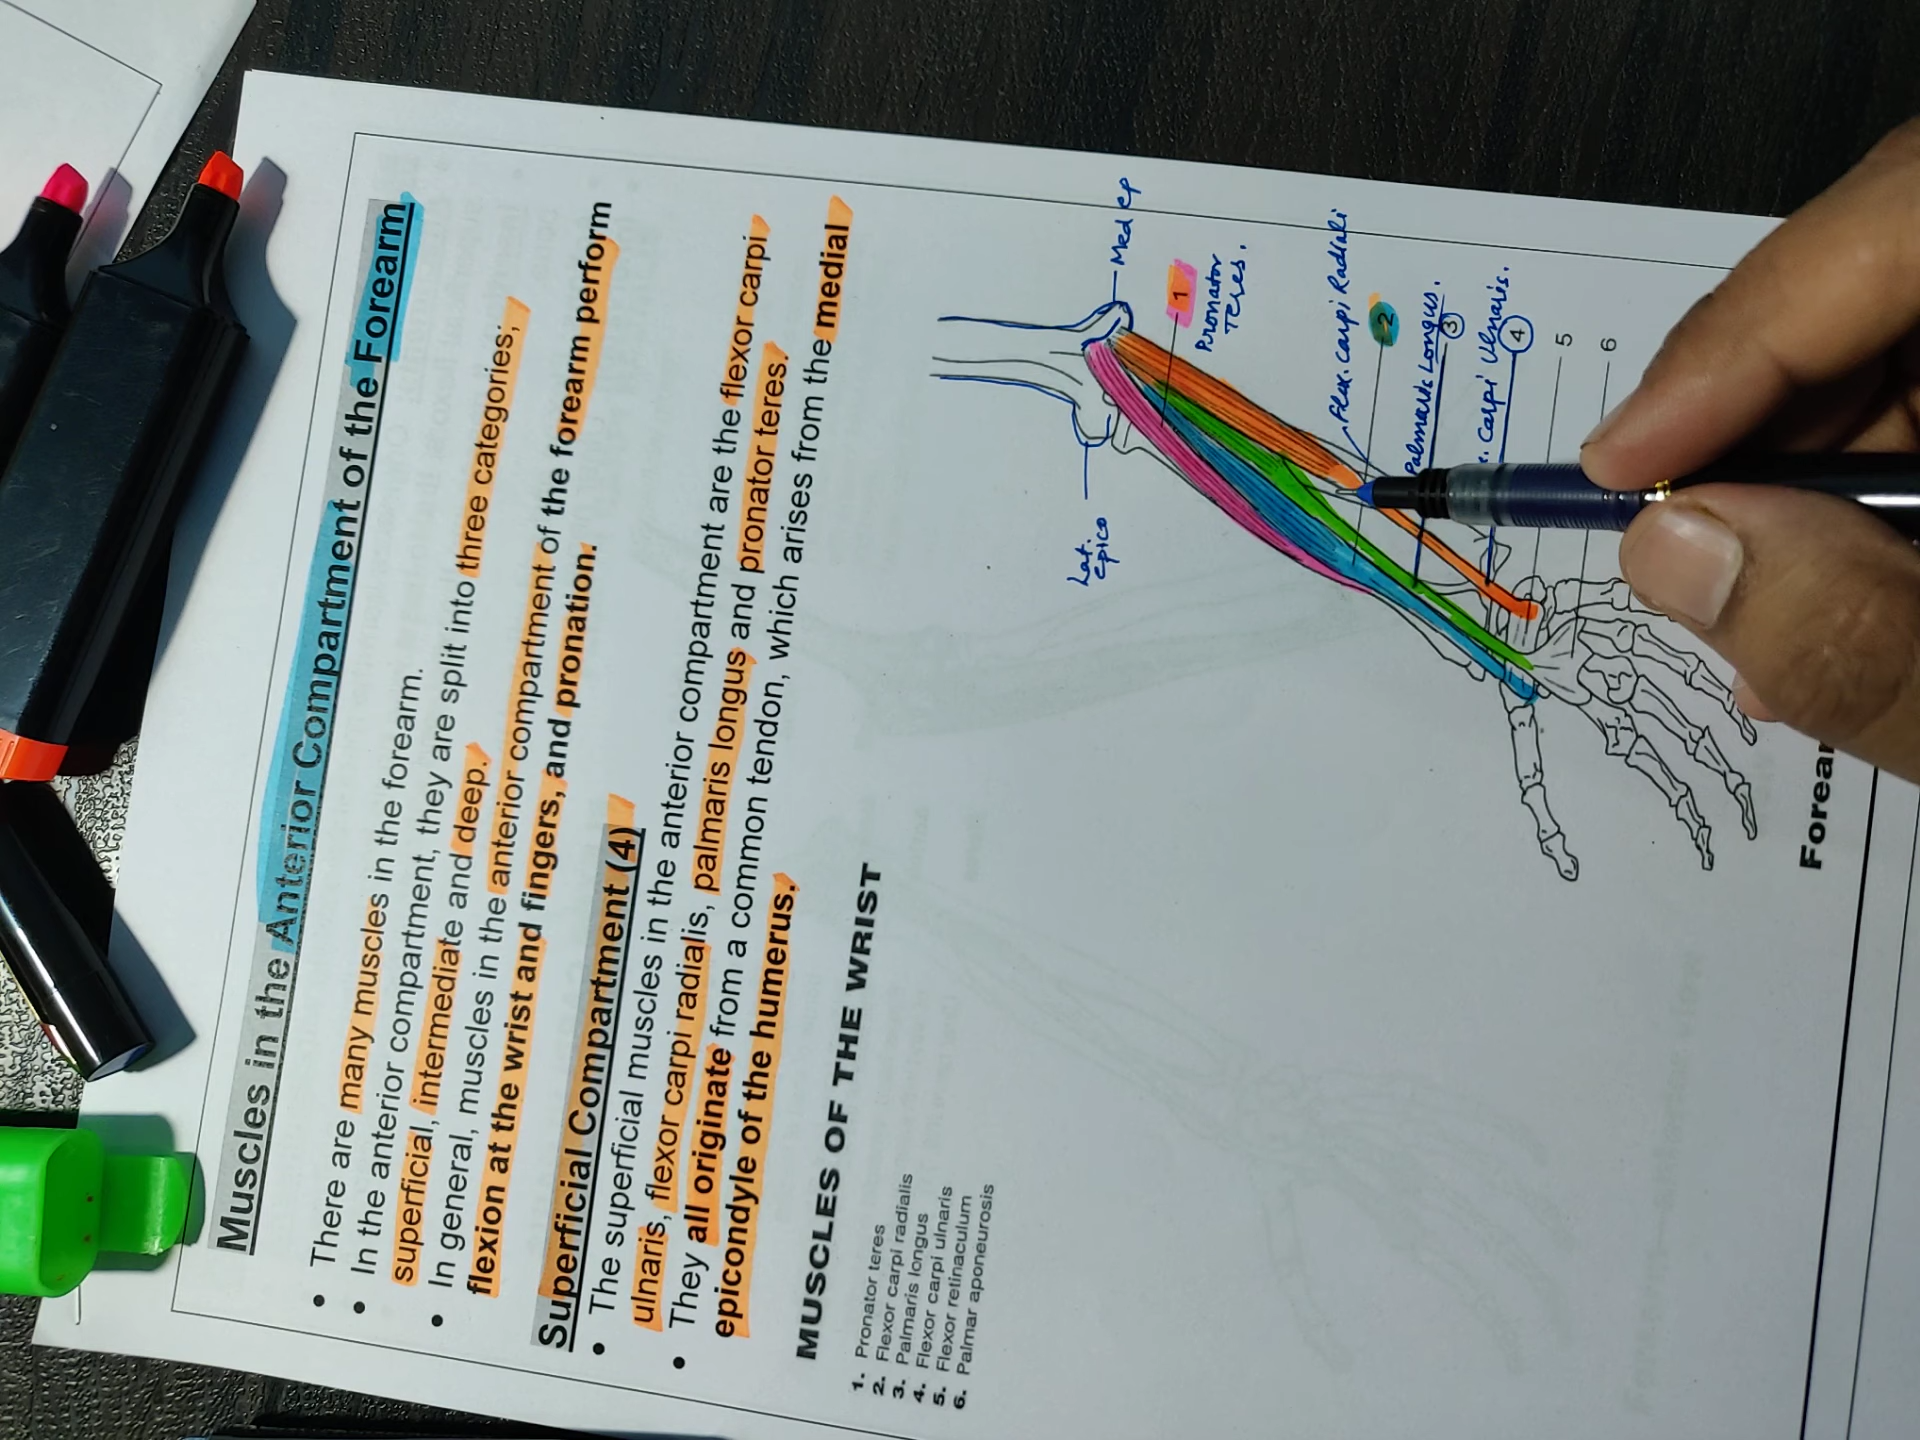 Muscles in the Anterior Compartment of the Forearm
• There are many muscles in the forearm.
• In the anterior compartment, they are split into three categories;
superficial, intermediate and deep.
• In general, muscles in the anterior compartment of the forearm perform
flexion at the wrist and fingers, and pronation.
Superficial Compartment (4)
• The superficial muscles in the anterior compartment are the flexor carpi
ulnaris, flexor carpi radialis, palmaris longus and pronator teres.
• They all originate from a common tendon, which arises from the medial
epicondyle of the humerus.
MUSCLES OF THE WRIST
1. Pronator teres
2. Flexor carpi radialis
3. Palmaris longus
4. Flexor carpi ulnaris
5. Flexor retinaculum
6. Palmar aponeurosis
Lat.
epico
Med ep
1
Pronator
Teres.
Flex. Carpi Radiali
2
Palmaris Longus.
3
Carpi Ulnaris.
4
5
6